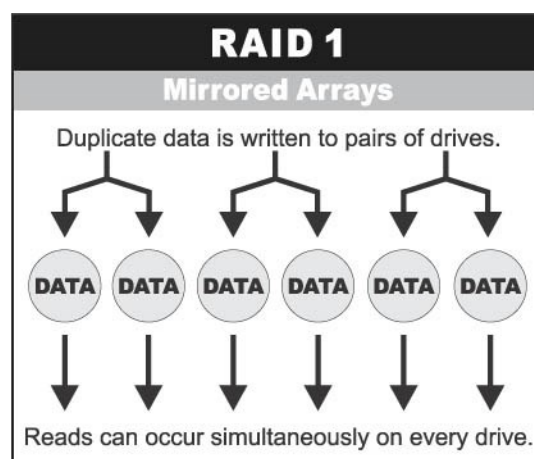 RAID 1
Mirrored Arrays
Duplicate data is written to pairs of drives.
DATA DATA DATA DATA DATA DATA
Reads can occur simultaneously on every drive.